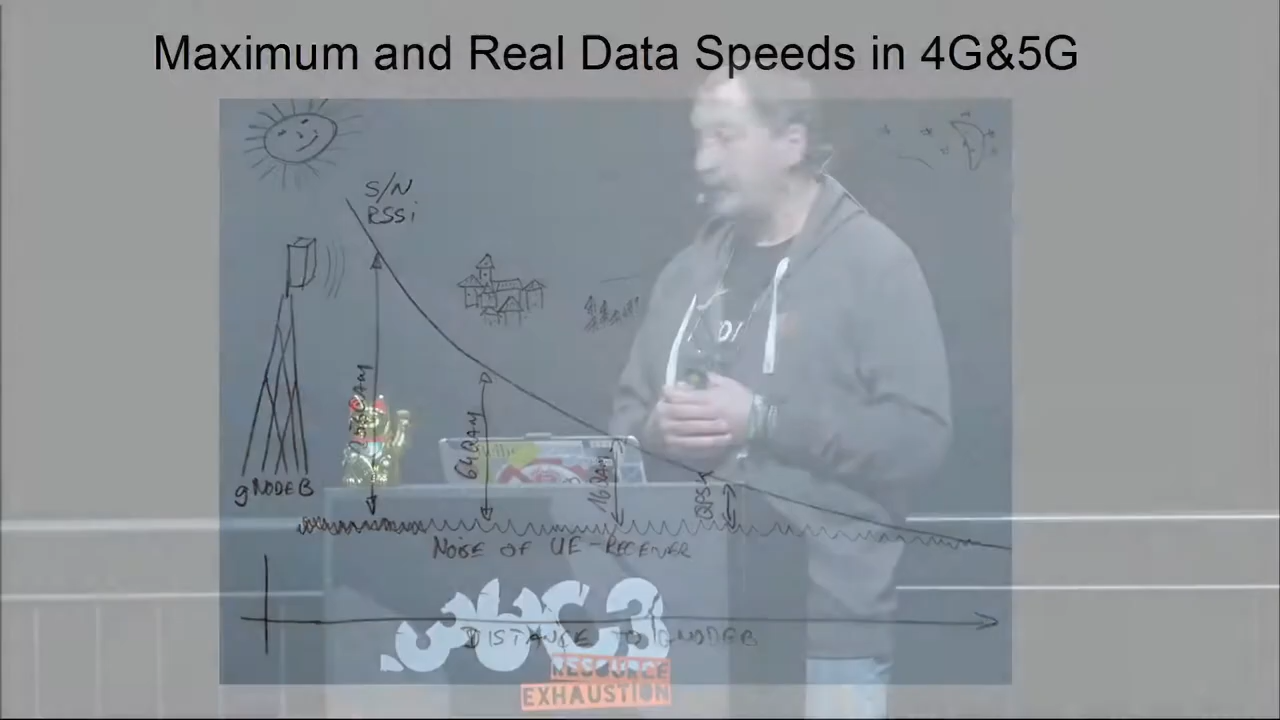 Maximum and Real Data Speeds in 4G&5G
S/N
RSSi
256QAM
64QAM
16QAM
QPSK
gNODEB
NOISE OF UE-RECEIVER
DISTANCE TO GNODEB
36C3
RESOURCE
EXHAUSTION